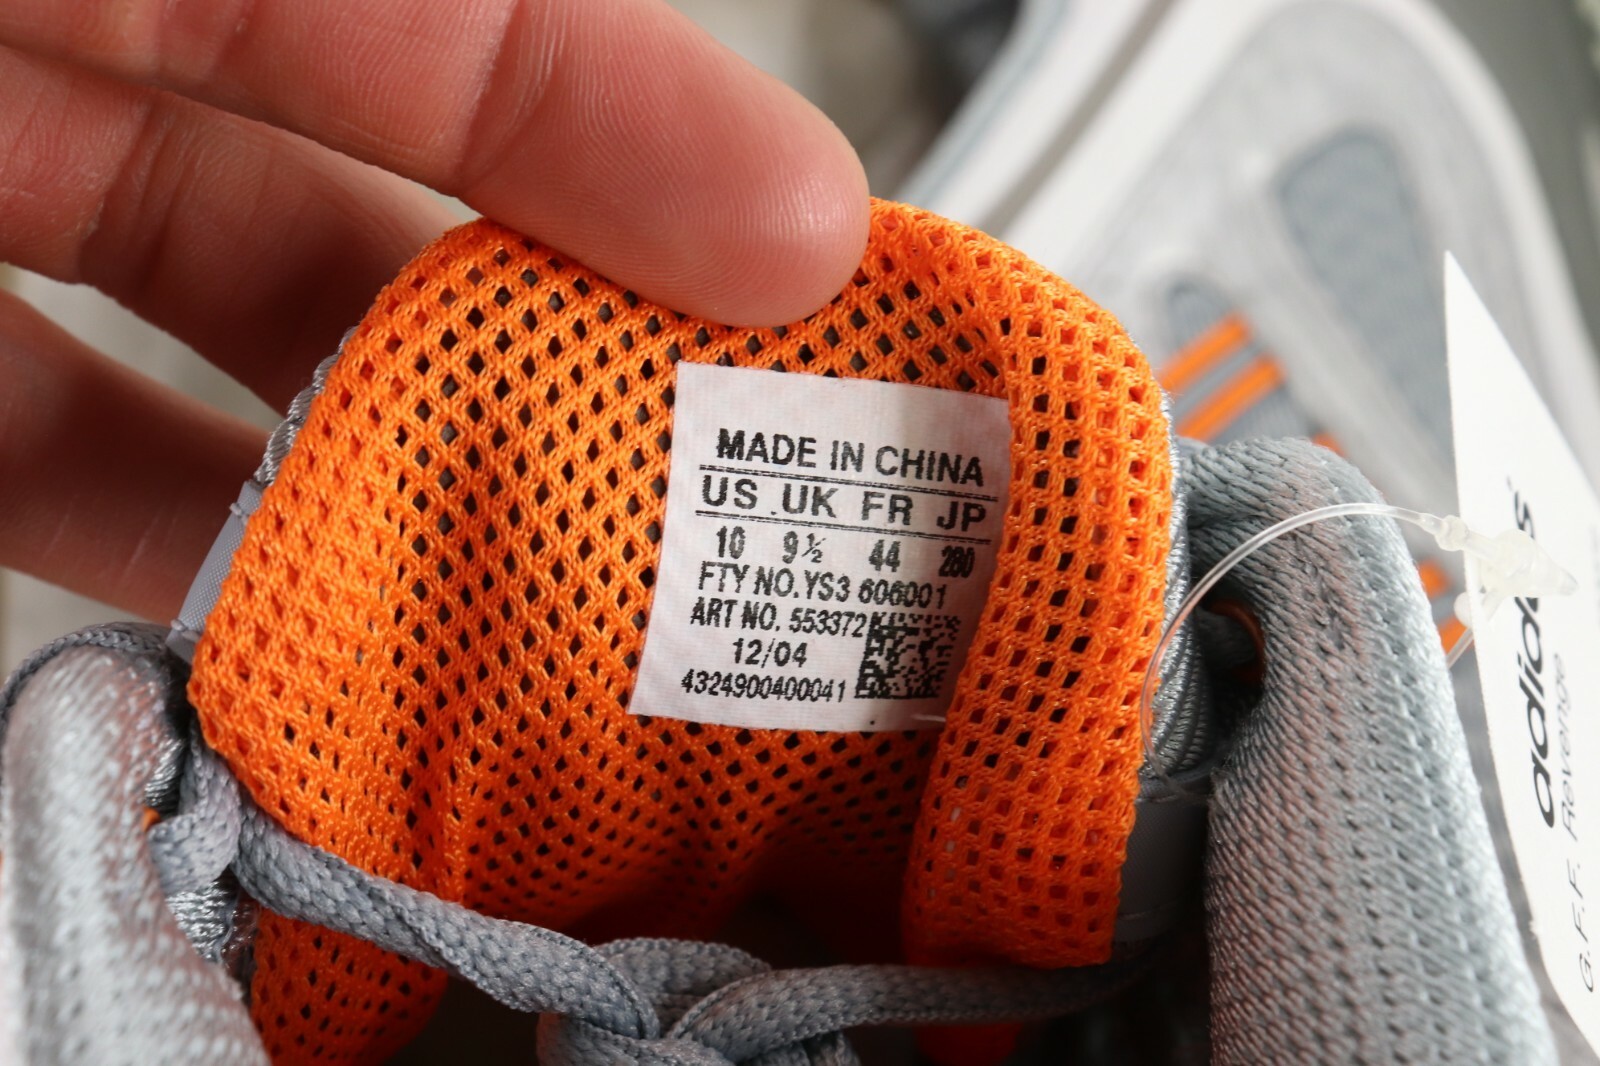 MADE IN CHINA
US UK FR JP
10 9½ 44 280
FTY NO.YS3 606001
ART NO. 553372
12/04
4324900400041
adidas
G.F.F. Revenge